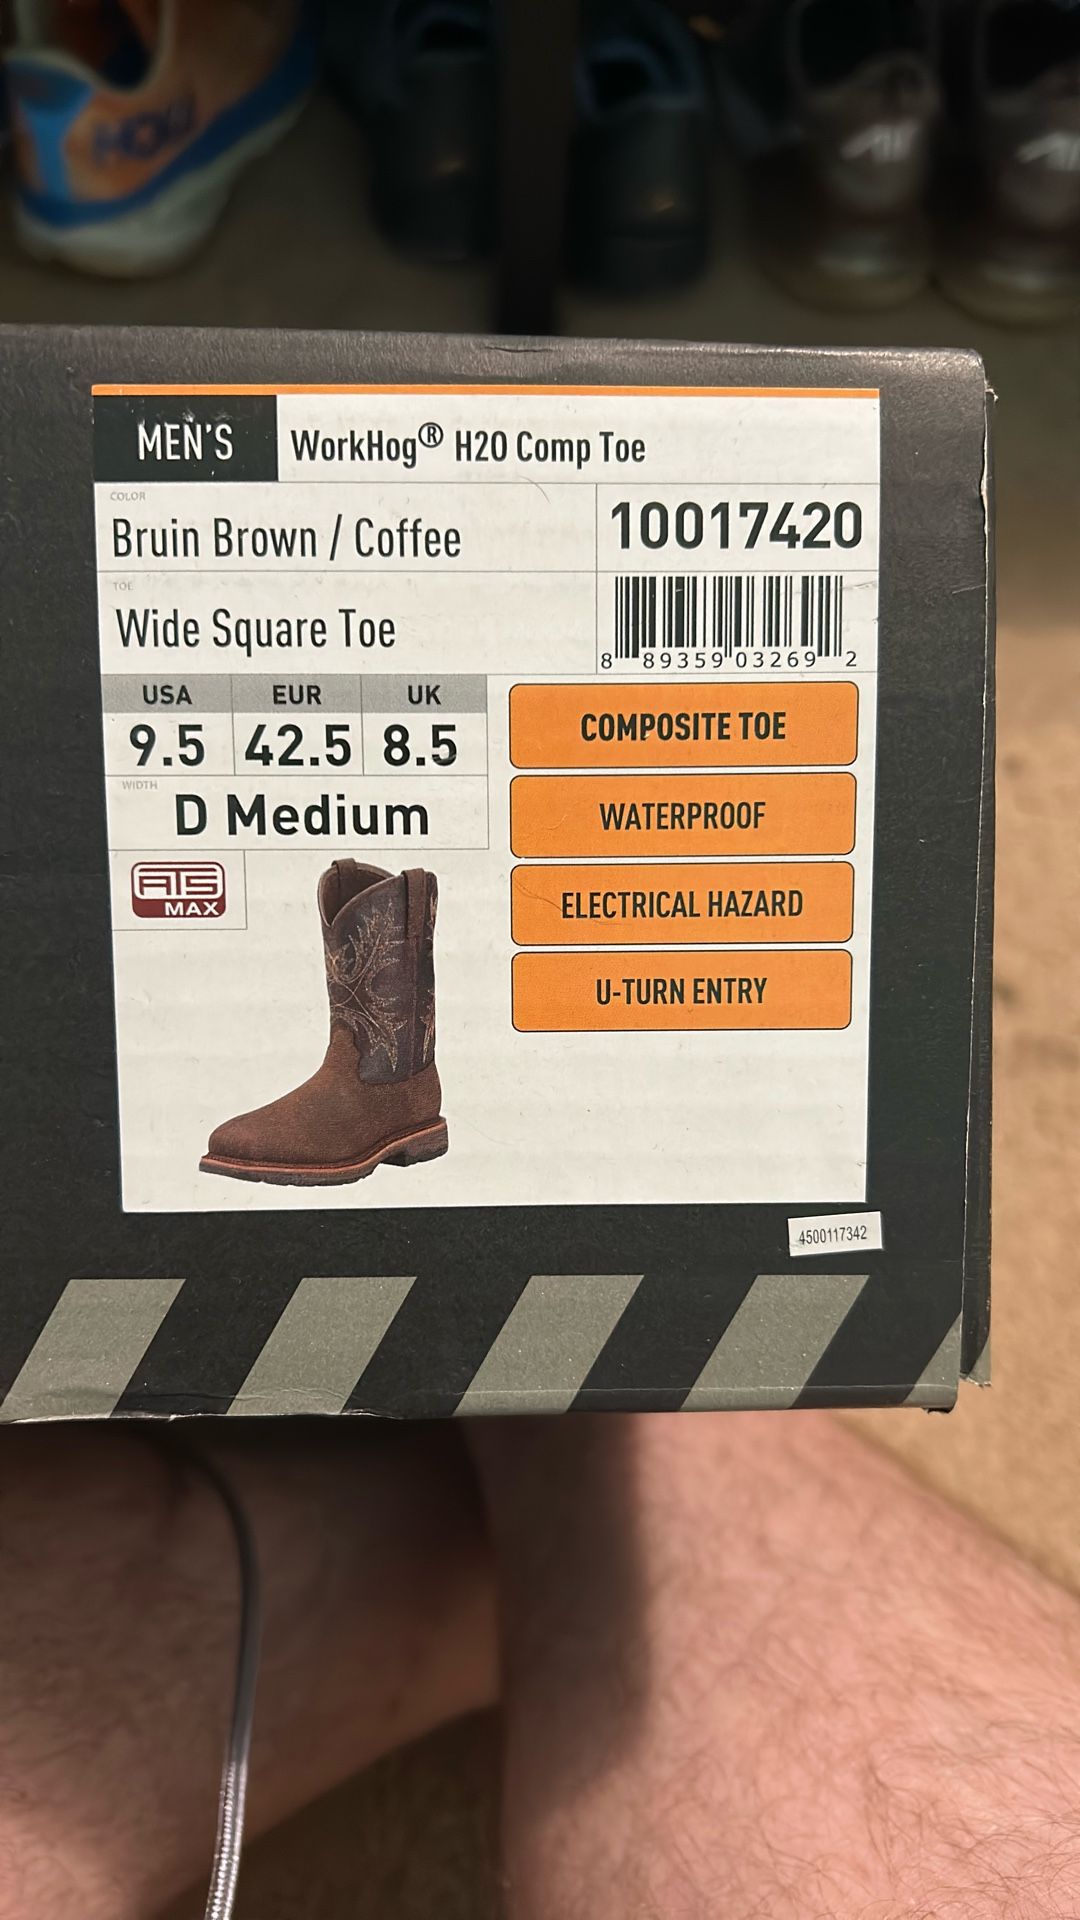 HOKA
MEN'S
WorkHog® H20 Comp Toe
COLOR
Bruin Brown / Coffee
10017420
TOE
Wide Square Toe
8 89359 03269 2
USA EUR UK
9.5 42.5 8.5
WIDTH
D Medium
ATS
MAX
COMPOSITE TOE
WATERPROOF
ELECTRICAL HAZARD
U-TURN ENTRY
4500117342